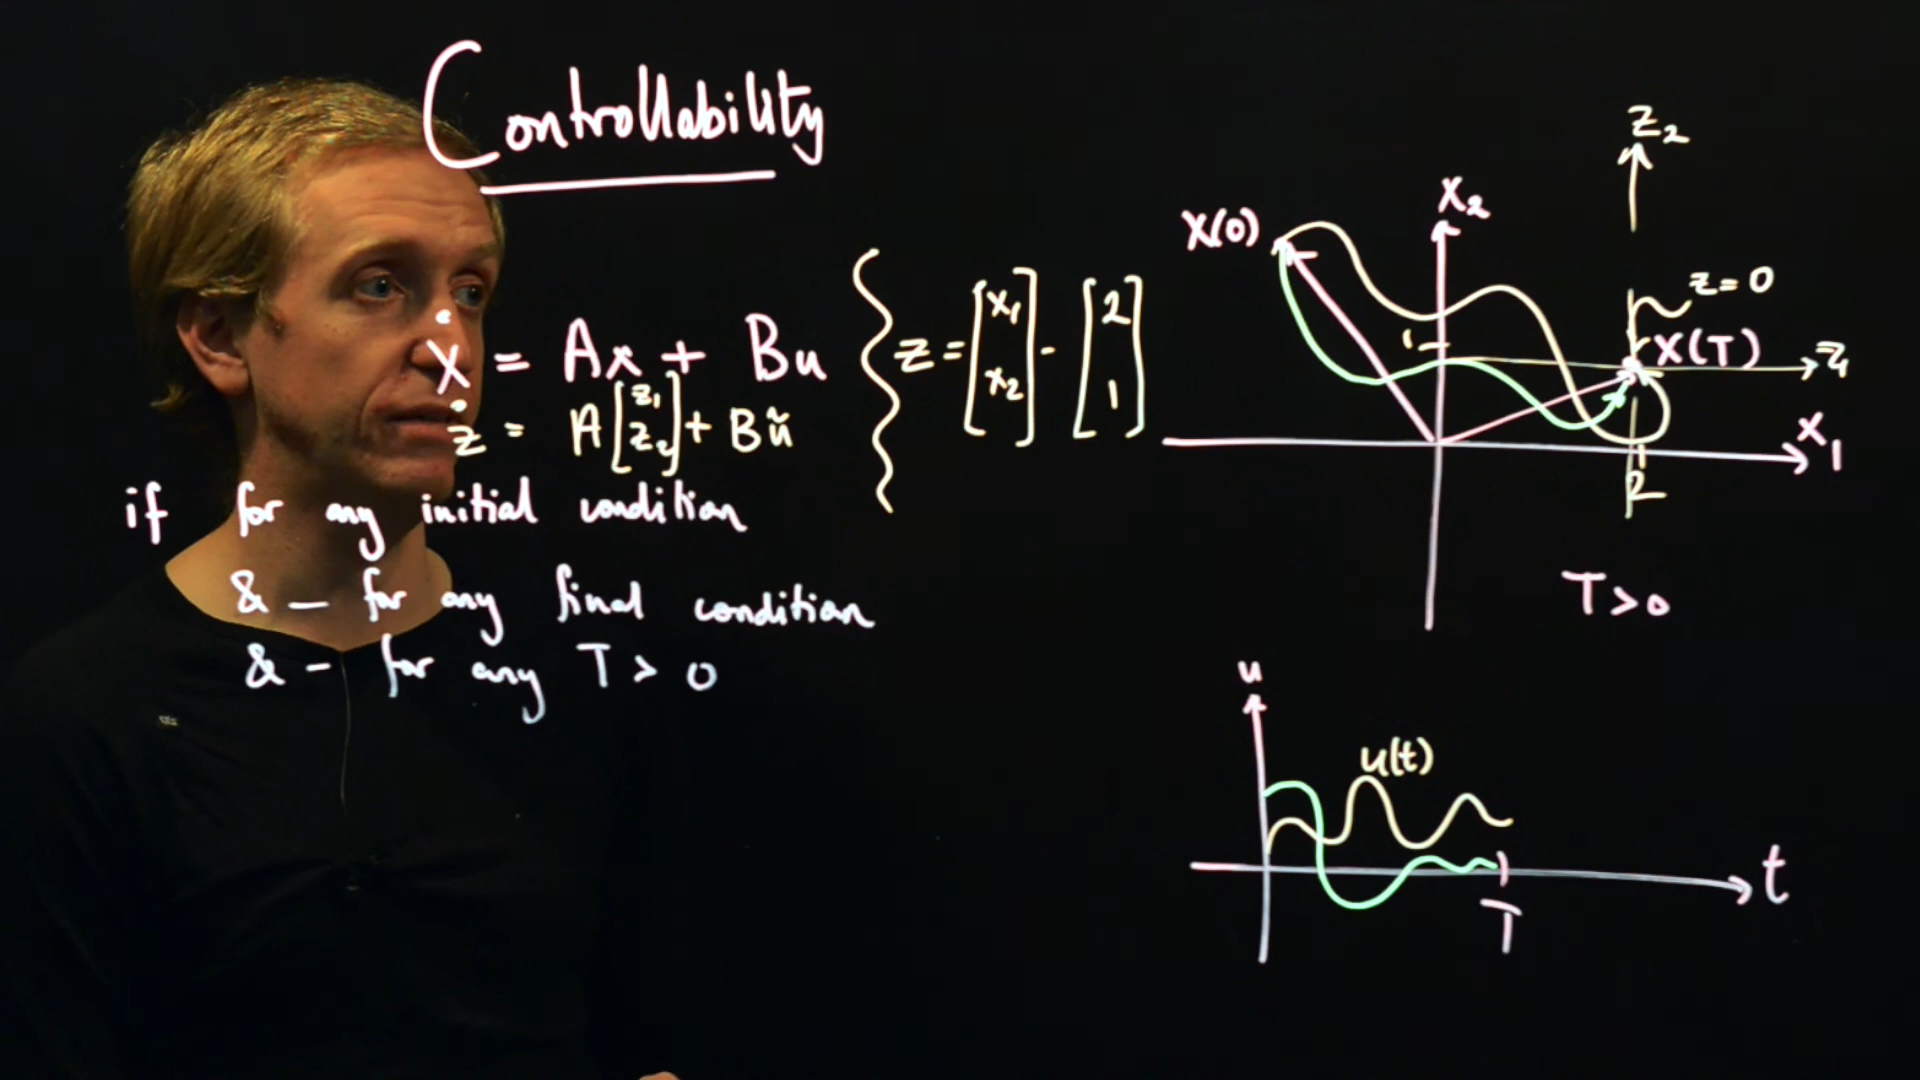 Controllability
ẋ = Ax + Bu
ż = A[z₁ z₂] + Bũ
z = [x₁ x₂] - [2 1]
if for any initial condition
& – for any final condition
& – for any T > 0
z₂
x₂
x(0)
z = 0
1
x(T)
z₁
x₁
2
T > 0
u
u(t)
t
T